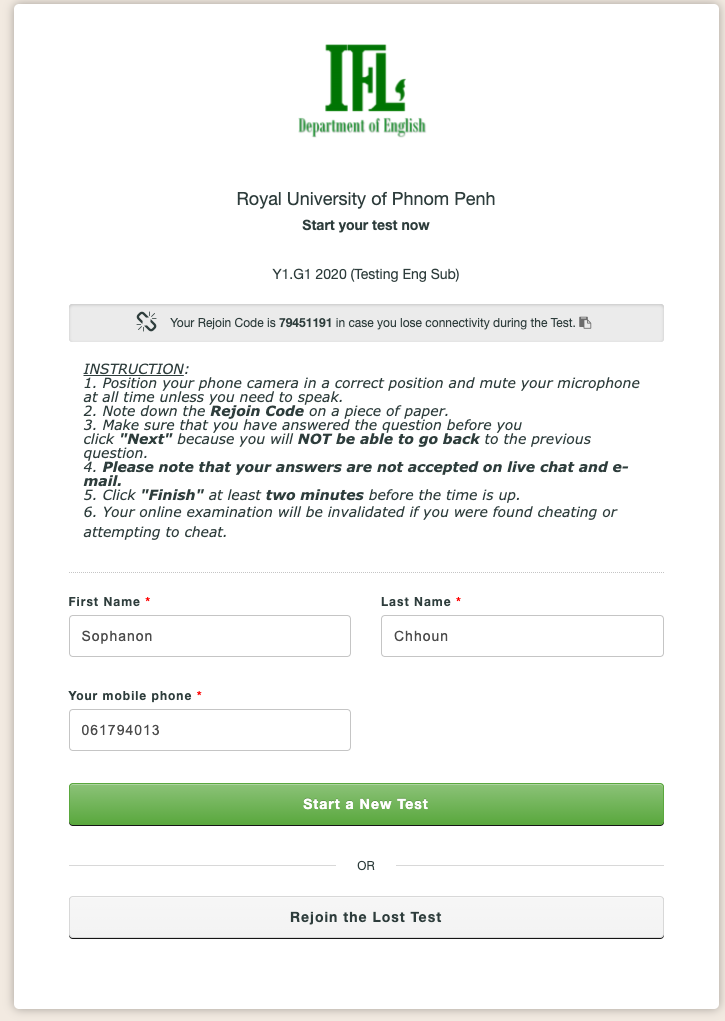 IFL
Department of English
Royal University of Phnom Penh
Start your test now
Y1.G1 2020 (Testing Eng Sub)
Your Rejoin Code is 79451191 in case you lose connectivity during the Test.
INSTRUCTION:
1. Position your phone camera in a correct position and mute your microphone
at all time unless you need to speak.
2. Note down the Rejoin Code on a piece of paper.
3. Make sure that you have answered the question before you
click "Next" because you will NOT be able to go back to the previous
question.
4. Please note that your answers are not accepted on live chat and e-
mail.
5. Click "Finish" at least two minutes before the time is up.
6. Your online examination will be invalidated if you were found cheating or
attempting to cheat.
First Name *
Last Name *
Sophanon
Chhoun
Your mobile phone *
061794013
Start a New Test
OR
Rejoin the Lost Test